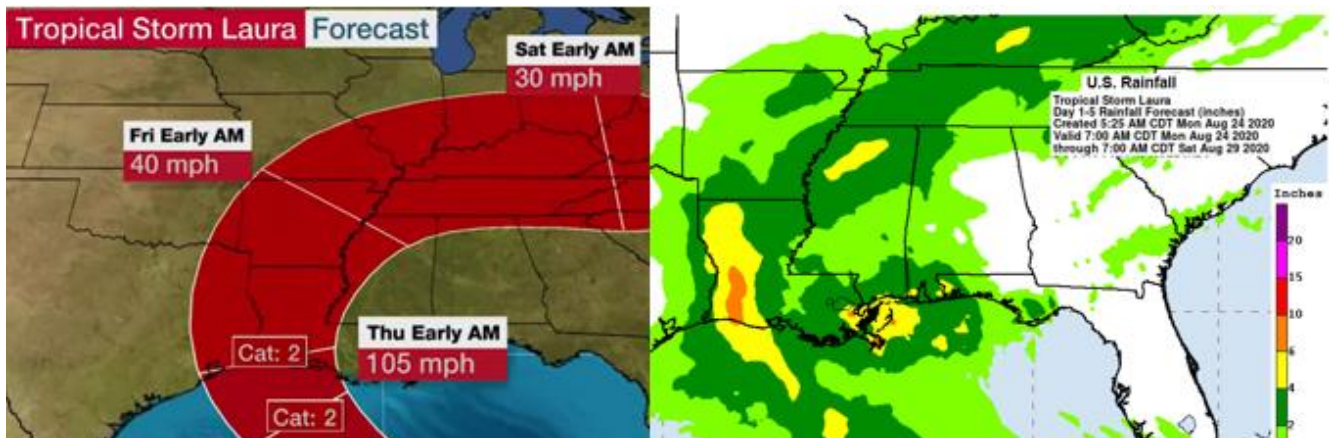 Tropical Storm Laura Forecast
Sat Early AM
30 mph
Fri Early AM
40 mph
Thu Early AM
105 mph
Cat: 2
Cat: 2
U.S. Rainfall
Tropical Storm Laura
Day 1-5 Rainfall Forecast (inches)
Created 5:25 AM CDT Mon Aug 24 2020
Valid 7:00 AM CDT Mon Aug 24 2020
through 7:00 AM CDT Sat Aug 29 2020
Inches
20
15
10
6
4
2